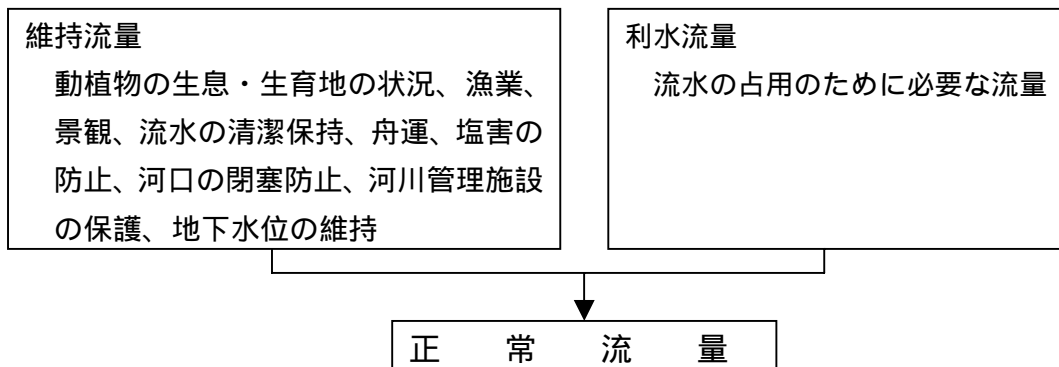 維持流量
動植物の生息・生育地の状況、漁業、
景観、流水の清潔保持、舟運、塩害の
防止、河口の閉塞防止、河川管理施設
の保護、地下水位の維持
利水流量
流水の占用のために必要な流量
正常流量